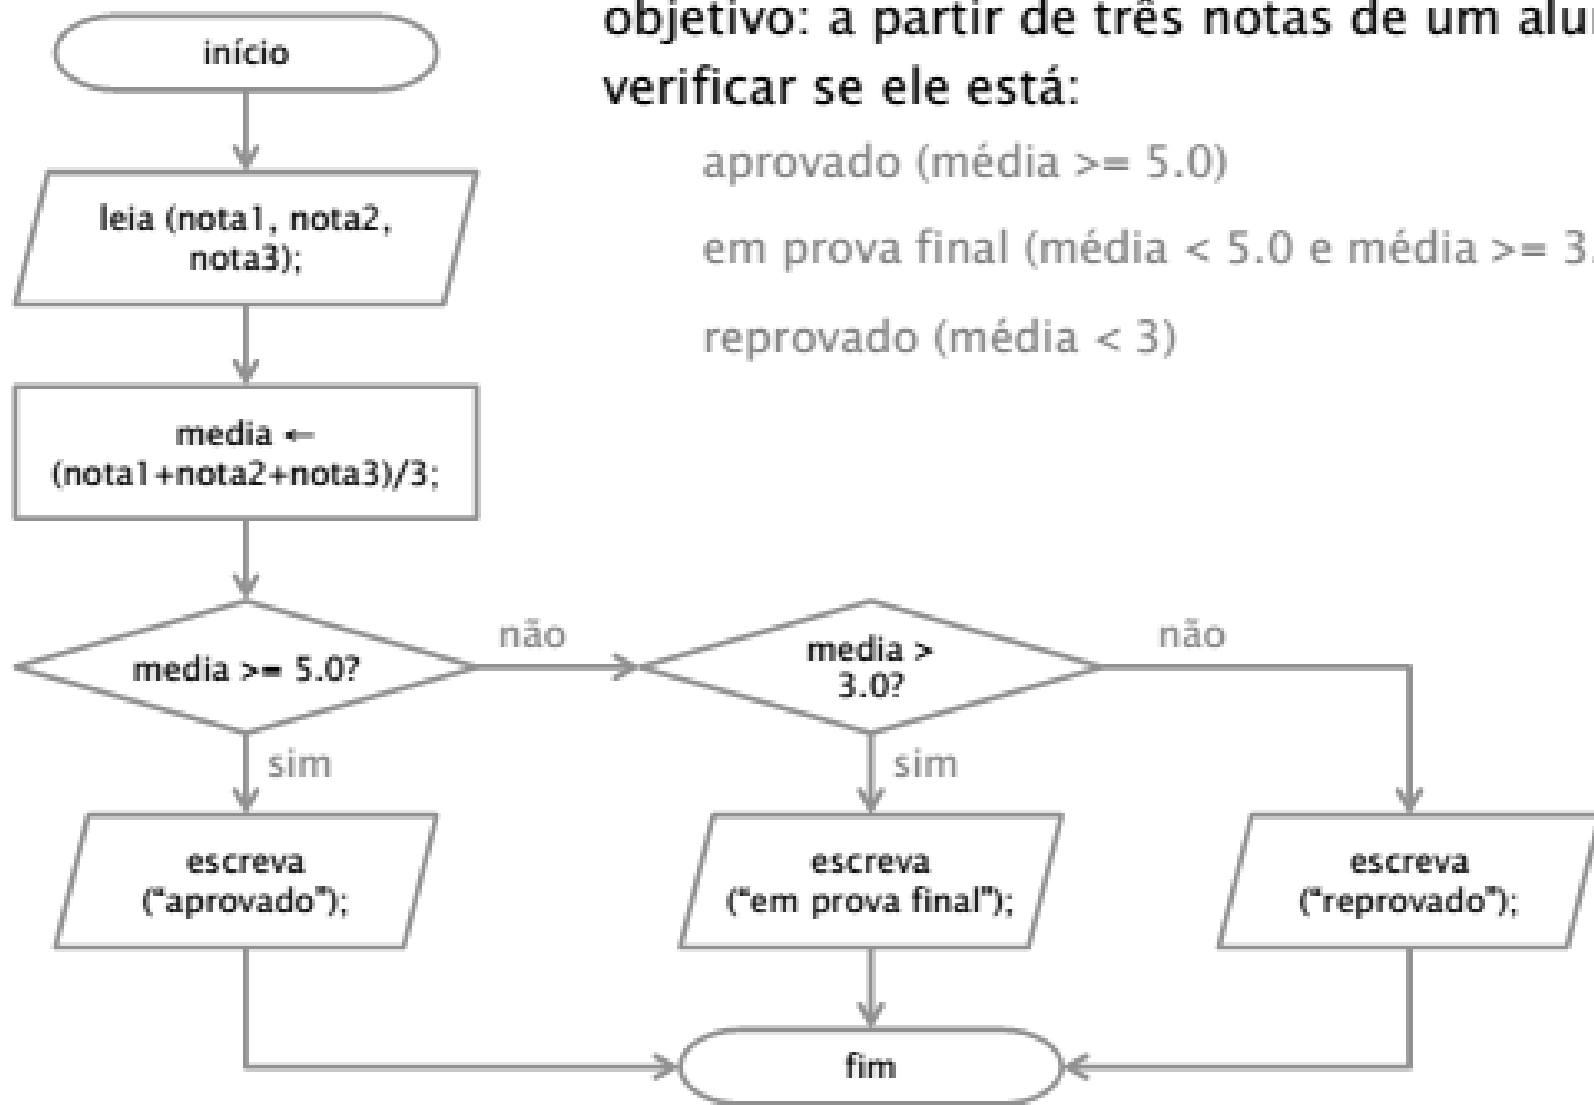 objetivo: a partir de três notas de um
verificar se ele está:
aprovado (média >= 5.0)
em prova final (média < 5.0 e média >= 3.
reprovado (média < 3)
início
leia (nota1, nota2,
nota3);
media ←
(nota1+nota2+nota3)/3;
media >= 5.0?
não
media >
3.0?
não
sim
sim
escreva
("aprovado");
escreva
("em prova final");
escreva
("reprovado");
fim